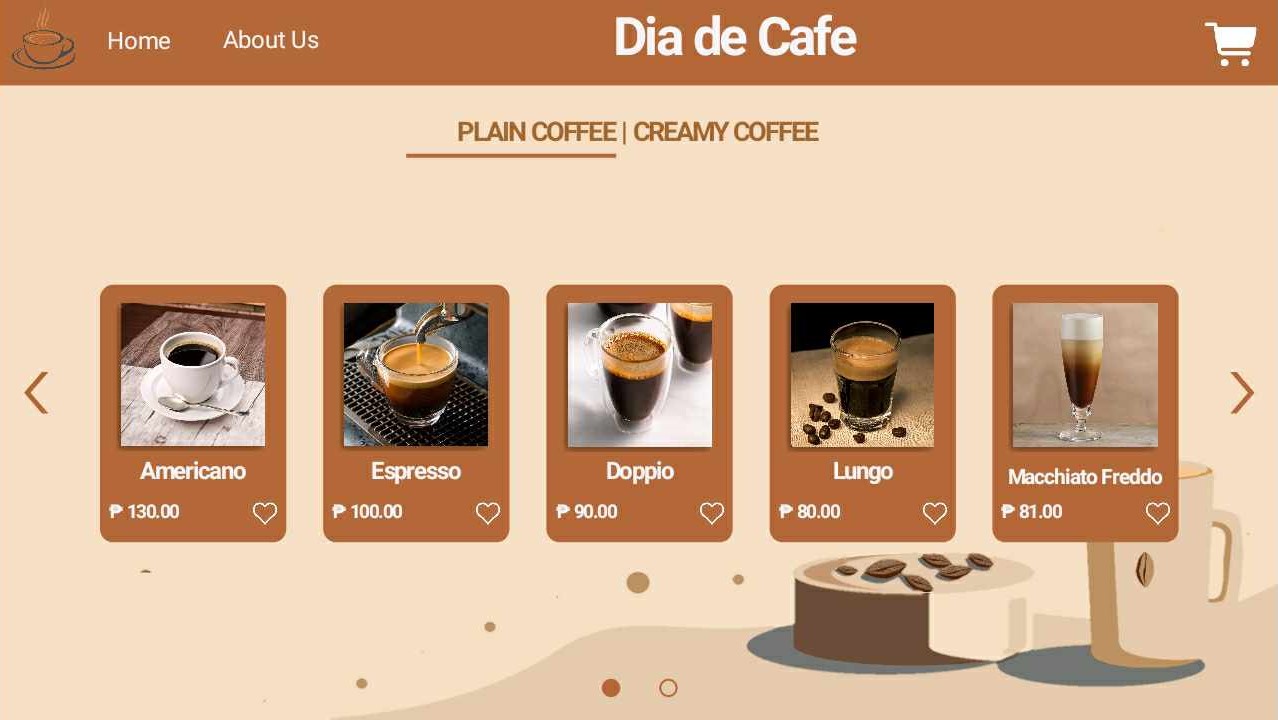 Home
About Us
Dia de Cafe
PLAIN COFFEE | CREAMY COFFEE
Americano
₱ 130.00
Espresso
₱ 100.00
Doppio
₱ 90.00
Lungo
₱ 80.00
Macchiato Freddo
₱ 81.00